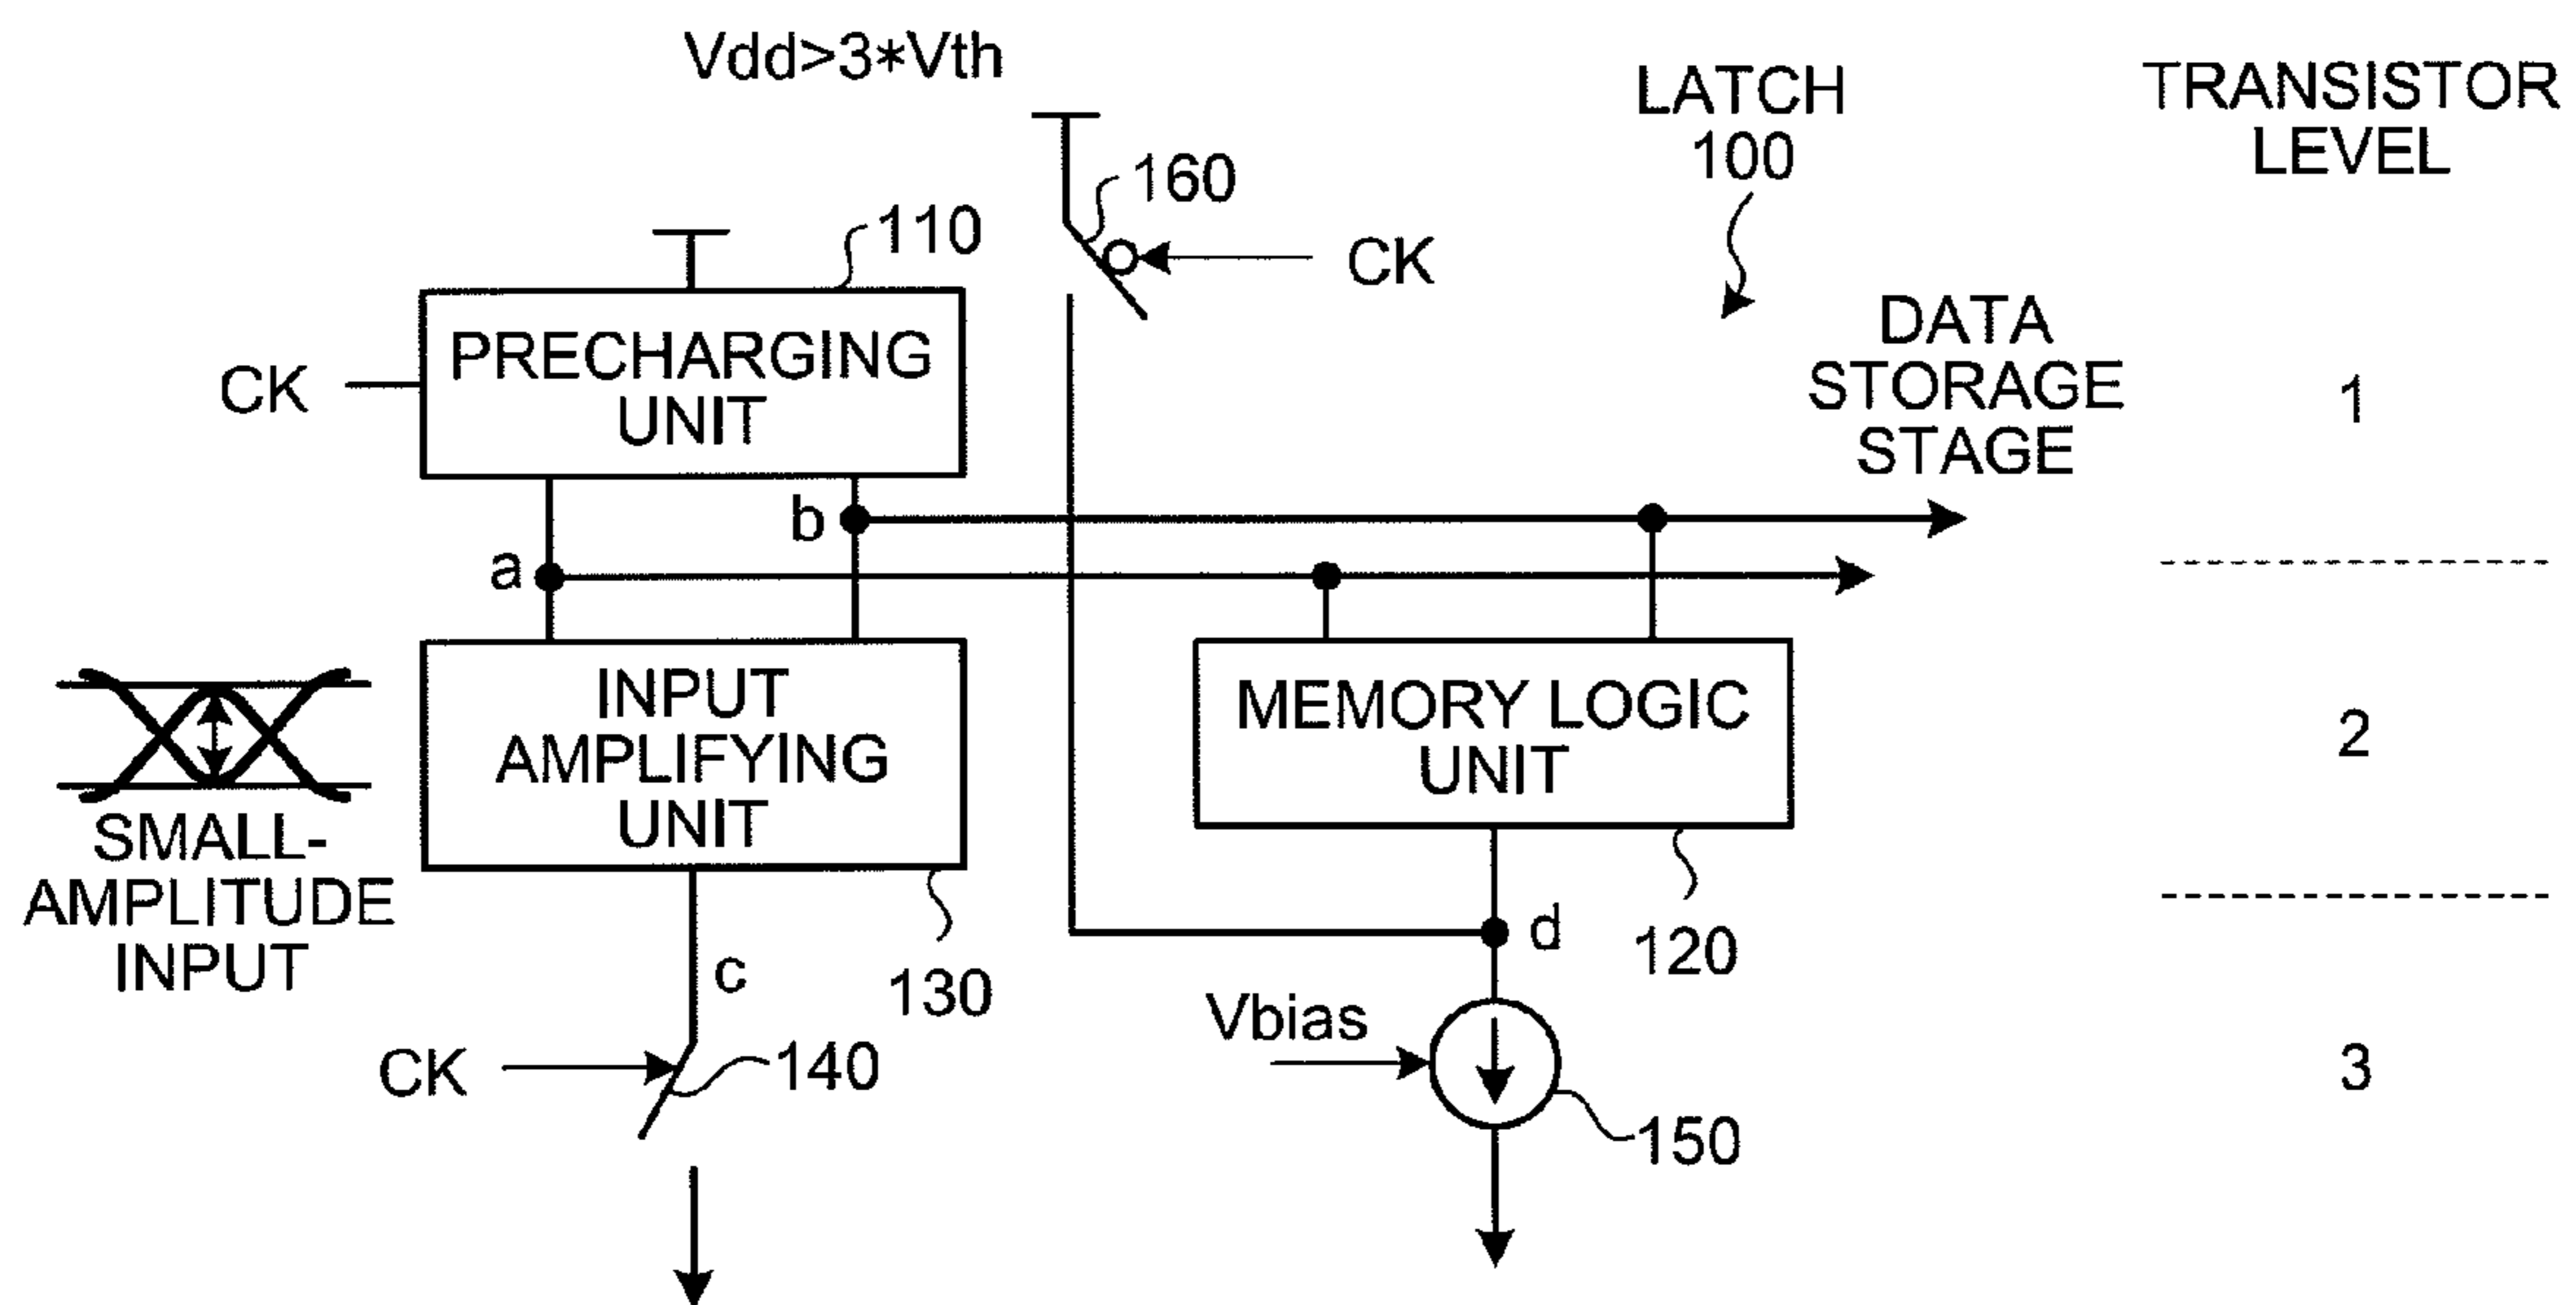 Vdd>3*Vth
LATCH
100
TRANSISTOR
LEVEL
160
CK
110
PRECHARGING
UNIT
CK
DATA
STORAGE
STAGE
1
b
a
INPUT
AMPLIFYING
UNIT
MEMORY LOGIC
UNIT
2
SMALL-
AMPLITUDE
INPUT
c
130
d
120
Vbias
CK
140
150
3